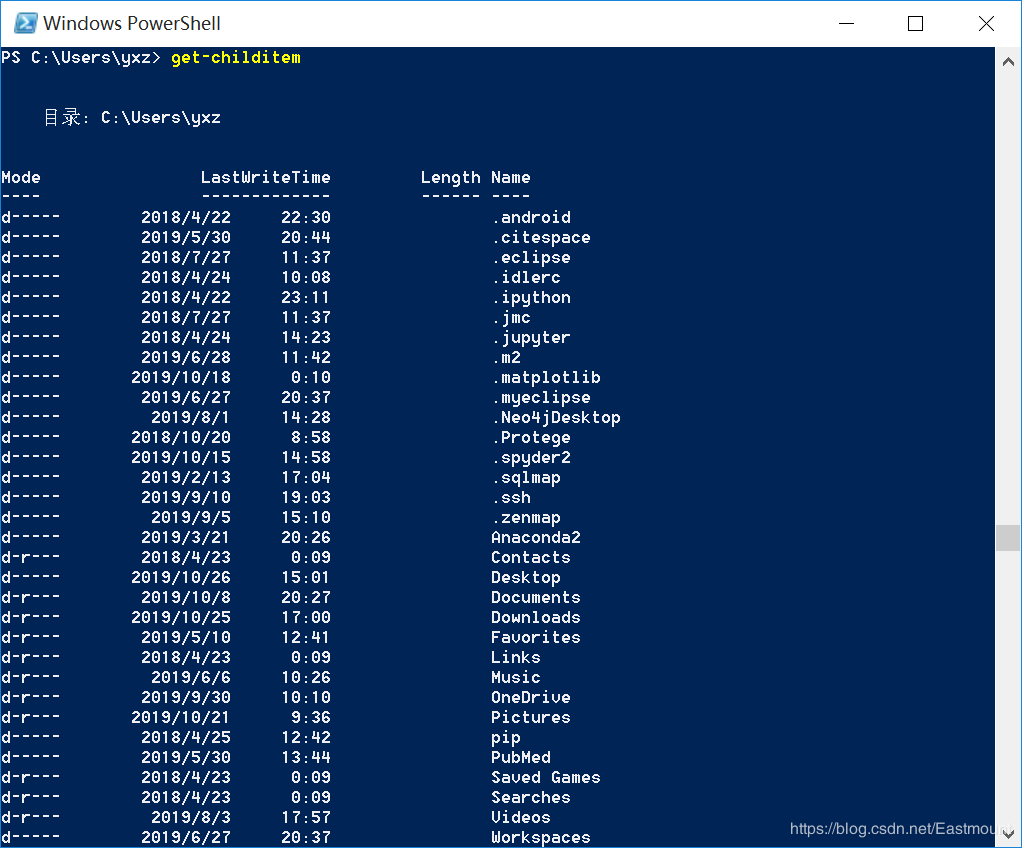 Windows PowerShell
PS C:\Users\yxz> get-childitem
目录: C:\Users\yxz
Mode LastWriteTime Length Name
---- ------------- ------ ----
d----- 2018/4/22 22:30 .android
d----- 2019/5/30 20:44 .citespace
d----- 2018/7/27 11:37 .eclipse
d----- 2018/4/24 10:08 .idlerc
d----- 2018/4/22 23:11 .ipython
d----- 2018/7/27 11:37 .jmc
d----- 2018/4/24 14:23 .jupyter
d----- 2019/6/28 11:42 .m2
d----- 2019/10/18 0:10 .matplotlib
d----- 2019/6/27 20:37 .myeclipse
d----- 2019/8/1 14:28 .Neo4jDesktop
d----- 2018/10/20 8:58 .Protege
d----- 2019/10/15 14:58 .spyder2
d----- 2019/2/13 17:04 .sqlmap
d----- 2019/9/10 19:03 .ssh
d----- 2019/9/5 15:10 .zenmap
d----- 2019/3/21 20:26 Anaconda2
d-r--- 2018/4/23 0:09 Contacts
d----- 2019/10/26 15:01 Desktop
d-r--- 2019/10/8 20:27 Documents
d-r--- 2019/10/25 17:00 Downloads
d-r--- 2019/5/10 12:41 Favorites
d-r--- 2018/4/23 0:09 Links
d-r--- 2019/6/6 10:26 Music
d-r--- 2019/9/30 10:10 OneDrive
d-r--- 2019/10/21 9:36 Pictures
d----- 2018/4/25 12:42 pip
d----- 2019/5/30 13:44 PubMed
d-r--- 2018/4/23 0:09 Saved Games
d-r--- 2018/4/23 0:09 Searches
d-r--- 2019/8/3 17:57 Videos
d----- 2019/6/27 20:37 Workspaces
https://blog.csdn.net/Eastmount